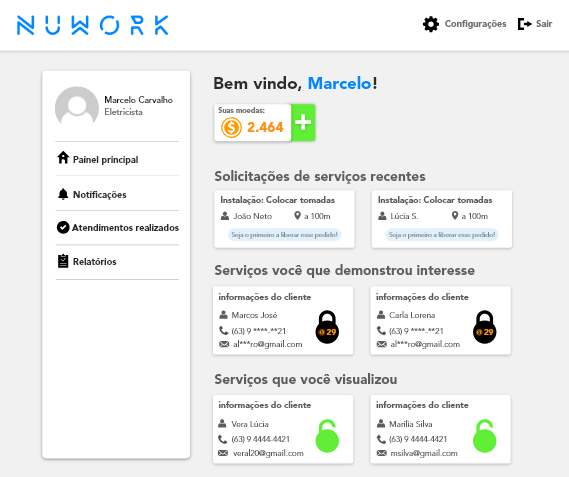 NUWORK
Configurações
Sair
Marcelo Carvalho
Eletricista
Painel principal
Notificações
Atendimentos realizados
Relatórios
Bem vindo, Marcelo!
Suas moedas:
$ 2.464 +
Solicitações de serviços recentes
Instalação: Colocar tomadas
João Neto a 100m
Seja o primeiro a liberar esse pedido!
Instalação: Colocar tomadas
Lúcia S. a 100m
Seja o primeiro a liberar esse pedido!
Serviços você que demonstrou interesse
informações do cliente
Marcos José
(63) 9 ****-**21
al***ro@gmail.com
29
informações do cliente
Carla Lorena
(63) 9 ****-**21
al***ro@gmail.com
29
Serviços que você visualizou
informações do cliente
Vera Lúcia
(63) 9 4444-4421
veral20@gmail.com
informações do cliente
Marilia Silva
(63) 9 4444-4421
msilva@gmail.com